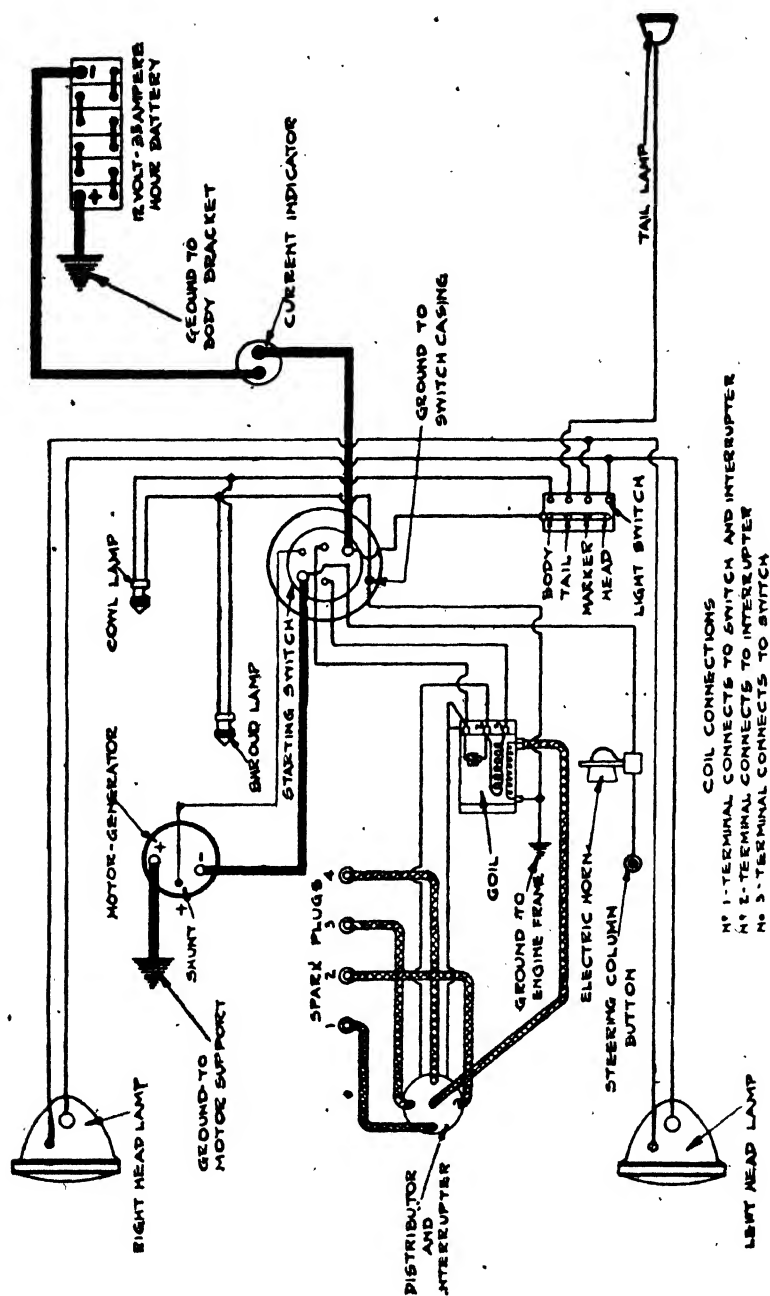 12 VOLT - 35 AMPERE
HOUR BATTERY
+
-
GEOUND TO
BODY BRACKET
CURRENT INDICATOR
GROUND TO
SWITCH CASING
TAIL LAMP
COWL LAMP
SHROUD LAMP
STARTING SWITCH
MOTOR-GENERATOR
+
-
+
SHUNT
GROUND TO
MOTOR SUPPORT
RIGHT HEAD LAMP
SPARK PLUGS
1
2
3
4
BODY
TAIL
MARKER
HEAD
LIGHT SWITCH
COIL
GROUND TO
ENGINE FRAME
ELECTRIC HORN
STEERING COLUMN
BUTTON
DISTRIBUTOR
AND
INTERRUPTER
LEFT HEAD LAMP
COIL CONNECTIONS
Nº 1 - TERMINAL CONNECTS TO SWITCH AND INTERRUPTER
Nº 2 - TERMINAL CONNECTS TO INTERRUPTER
No 3 - TERMINAL CONNECTS TO SWITCH